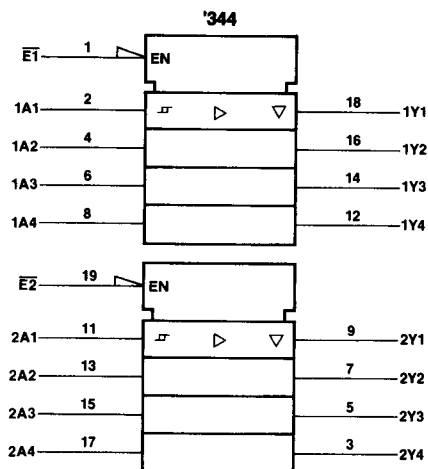 '344
E1 1 EN
1A1 2 18 1Y1
1A2 4 16 1Y2
1A3 6 14 1Y3
1A4 8 12 1Y4
E2 19 EN
2A1 11 9 2Y1
2A2 13 7 2Y2
2A3 15 5 2Y3
2A4 17 3 2Y4